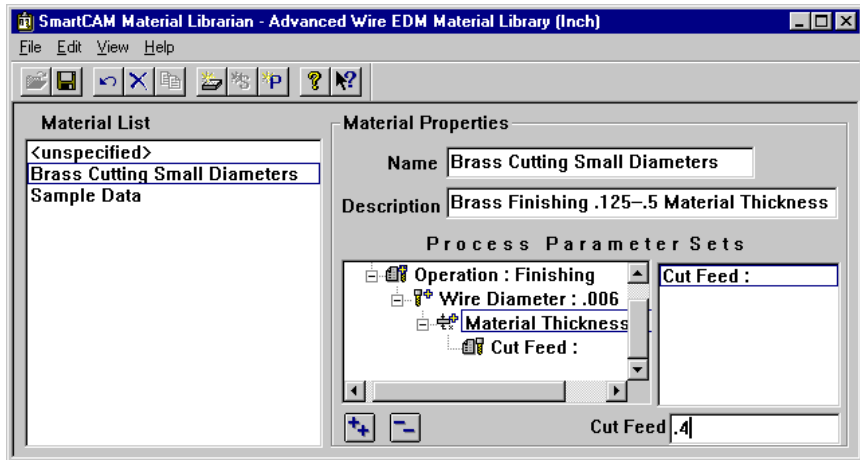 SmartCAM Material Librarian - Advanced Wire EDM Material Library (Inch)
File Edit View Help
Material List
<unspecified>
Brass Cutting Small Diameters
Sample Data
Material Properties
Name Brass Cutting Small Diameters
Description Brass Finishing .125–.5 Material Thickness
Process Parameter Sets
Operation : Finishing
Wire Diameter : .006
Material Thickness
Cut Feed :
Cut Feed :
Cut Feed .4